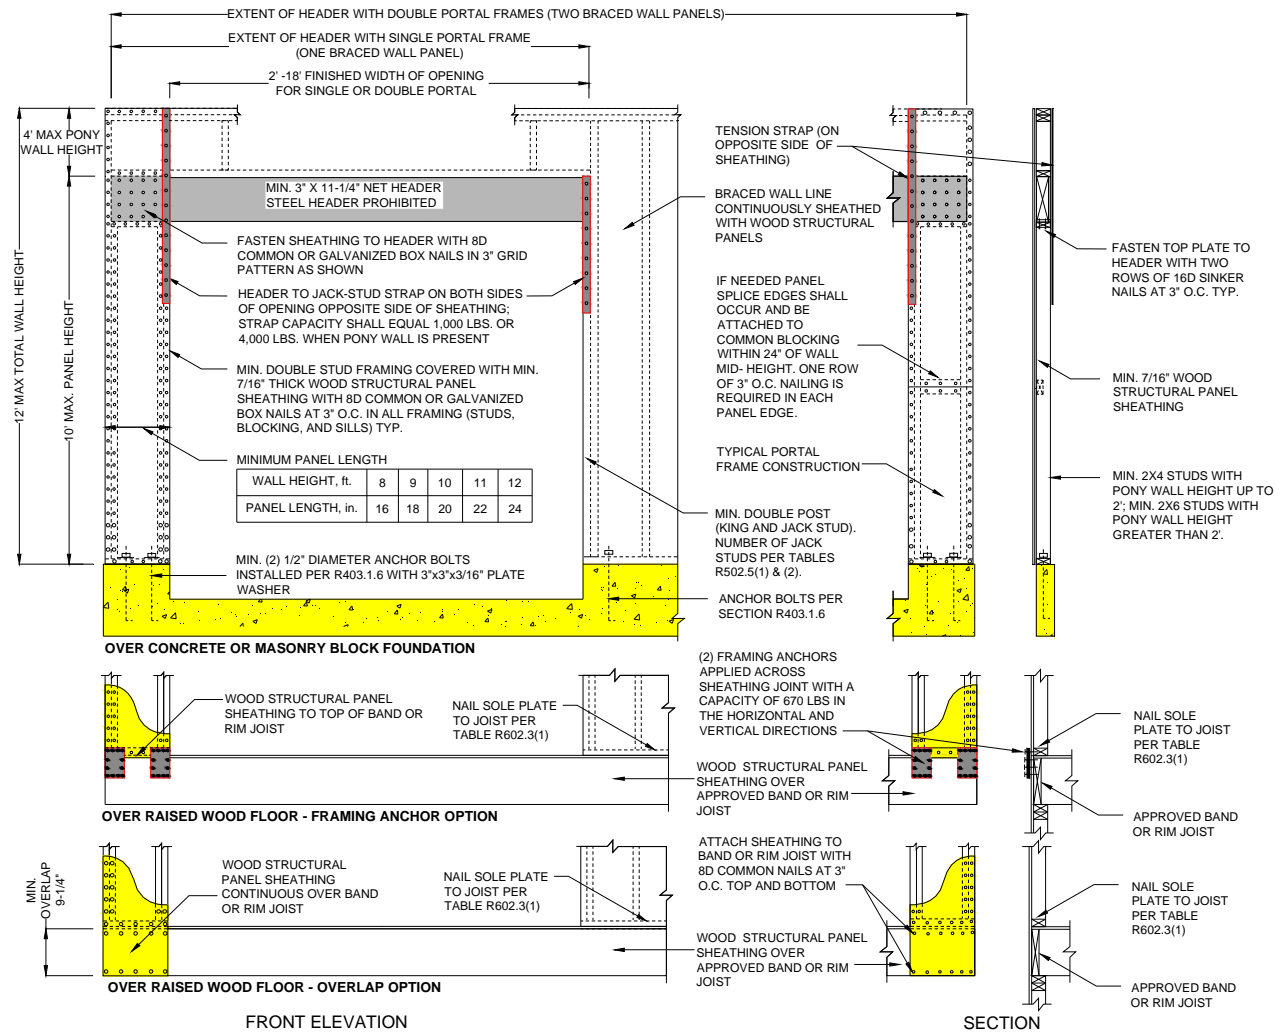 EXTENT OF HEADER WITH DOUBLE PORTAL FRAMES (TWO BRACED WALL PANELS)
EXTENT OF HEADER WITH SINGLE PORTAL FRAME
(ONE BRACED WALL PANEL)
2' -18' FINISHED WIDTH OF OPENING
FOR SINGLE OR DOUBLE PORTAL
4' MAX PONY
WALL HEIGHT
12' MAX TOTAL WALL HEIGHT
10' MAX. PANEL HEIGHT
MIN. 3" X 11-1/4" NET HEADER
STEEL HEADER PROHIBITED
FASTEN SHEATHING TO HEADER WITH 8D
COMMON OR GALVANIZED BOX NAILS IN 3" GRID
PATTERN AS SHOWN
HEADER TO JACK-STUD STRAP ON BOTH SIDES
OF OPENING OPPOSITE SIDE OF SHEATHING;
STRAP CAPACITY SHALL EQUAL 1,000 LBS. OR
4,000 LBS. WHEN PONY WALL IS PRESENT
MIN. DOUBLE STUD FRAMING COVERED WITH MIN.
7/16" THICK WOOD STRUCTURAL PANEL
SHEATHING WITH 8D COMMON OR GALVANIZED
BOX NAILS AT 3" O.C. IN ALL FRAMING (STUDS,
BLOCKING, AND SILLS) TYP.
MINIMUM PANEL LENGTH
WALL HEIGHT, ft. 8 9 10 11 12
PANEL LENGTH, in. 16 18 20 22 24
MIN. (2) 1/2" DIAMETER ANCHOR BOLTS
INSTALLED PER R403.1.6 WITH 3"x3"x3/16" PLATE
WASHER
TENSION STRAP (ON
OPPOSITE SIDE OF
SHEATHING)
BRACED WALL LINE
CONTINUOUSLY SHEATHED
WITH WOOD STRUCTURAL
PANELS
IF NEEDED PANEL
SPLICE EDGES SHALL
OCCUR AND BE
ATTACHED TO
COMMON BLOCKING
WITHIN 24" OF WALL
MID- HEIGHT. ONE ROW
OF 3" O.C. NAILING IS
REQUIRED IN EACH
PANEL EDGE.
TYPICAL PORTAL
FRAME CONSTRUCTION
MIN. DOUBLE POST
(KING AND JACK STUD).
NUMBER OF JACK
STUDS PER TABLES
R502.5(1) & (2).
ANCHOR BOLTS PER
SECTION R403.1.6
FASTEN TOP PLATE TO
HEADER WITH TWO
ROWS OF 16D SINKER
NAILS AT 3" O.C. TYP.
MIN. 7/16" WOOD
STRUCTURAL PANEL
SHEATHING
MIN. 2X4 STUDS WITH
PONY WALL HEIGHT UP TO
2'; MIN. 2X6 STUDS WITH
PONY WALL HEIGHT
GREATER THAN 2'.
OVER CONCRETE OR MASONRY BLOCK FOUNDATION
WOOD STRUCTURAL PANEL
SHEATHING TO TOP OF BAND OR
RIM JOIST
NAIL SOLE PLATE
TO JOIST PER
TABLE R602.3(1)
(2) FRAMING ANCHORS
APPLIED ACROSS
SHEATHING JOINT WITH A
CAPACITY OF 670 LBS IN
THE HORIZONTAL AND
VERTICAL DIRECTIONS
WOOD STRUCTURAL PANEL
SHEATHING OVER
APPROVED BAND OR RIM
JOIST
NAIL SOLE
PLATE TO JOIST
PER TABLE
R602.3(1)
APPROVED BAND
OR RIM JOIST
OVER RAISED WOOD FLOOR - FRAMING ANCHOR OPTION
MIN.
OVERLAP
9-1/4"
WOOD STRUCTURAL
PANEL SHEATHING
CONTINUOUS OVER BAND
OR RIM JOIST
NAIL SOLE PLATE
TO JOIST PER
TABLE R602.3(1)
ATTACH SHEATHING TO
BAND OR RIM JOIST WITH
8D COMMON NAILS AT 3"
O.C. TOP AND BOTTOM
WOOD STRUCTURAL PANEL
SHEATHING OVER
APPROVED BAND OR RIM
JOIST
NAIL SOLE
PLATE TO JOIST
PER TABLE
R602.3(1)
APPROVED BAND
OR RIM JOIST
OVER RAISED WOOD FLOOR - OVERLAP OPTION
FRONT ELEVATION
SECTION